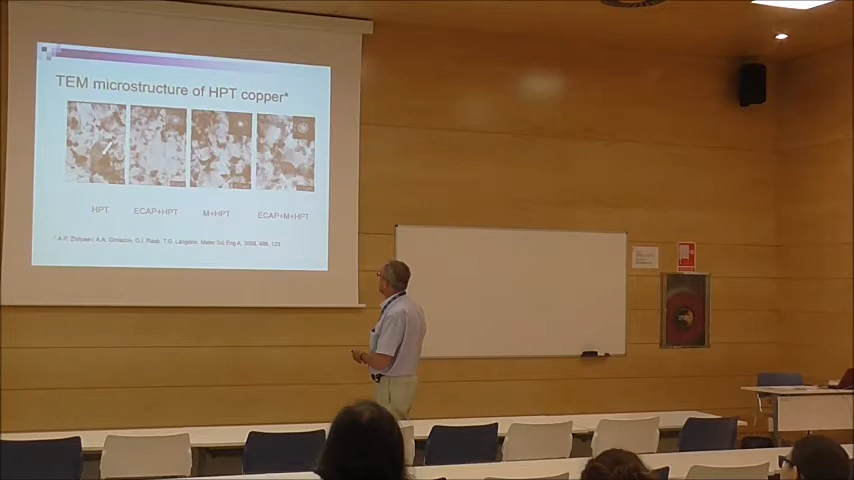 TEM microstructure of HPT copper*
HPT
ECAP+HPT
M+HPT
ECAP+M+HPT
* A.P. Zhilyaev, A.A. Gimazov, G.I. Raab, T.G. Langdon, Mater.Sci.Eng.A, 2008, 486, 123